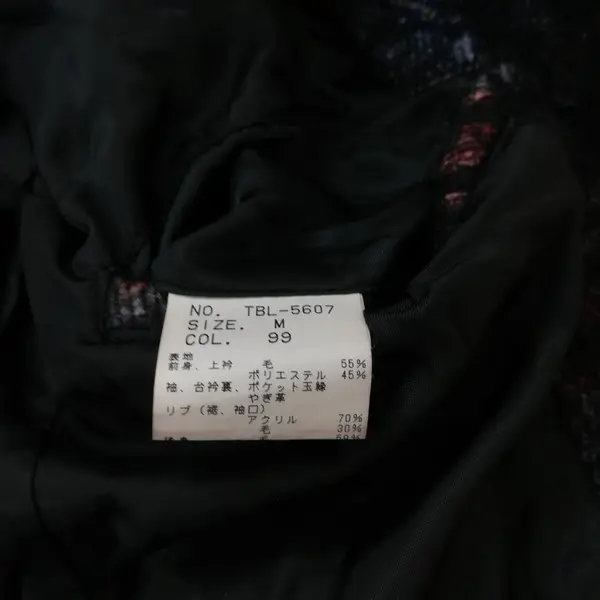 NO. TBL-5607
SIZE. M
COL. 99
表地
前身、上衿 毛 55%
ポリエステル 45%
袖、台衿裏、ポケット玉縁
やぎ革
リブ(裾、袖口)
アクリル 70%
毛 30%